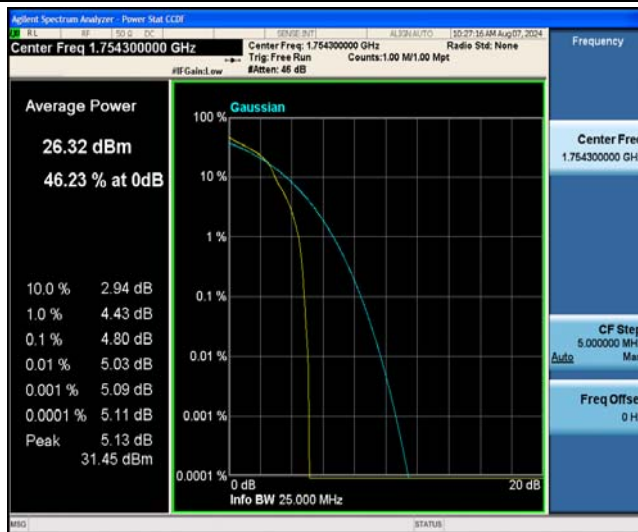 Agilent Spectrum Analyzer - Power Stat CCDF
RL RF 50 Ω DC SENSE:INT ALIGN AUTO 10:27:16 AM Aug 07, 2024
Center Freq 1.754300000 GHz
Center Freq: 1.754300000 GHz Radio Std: None
Trig: Free Run Counts:1.00 M/1.00 Mpt
#IFGain:Low #Atten: 46 dB
Frequency
Average Power
26.32 dBm
46.23 % at 0dB
10.0 % 2.94 dB
1.0 % 4.43 dB
0.1 % 4.80 dB
0.01 % 5.03 dB
0.001 % 5.09 dB
0.0001 % 5.11 dB
Peak 5.13 dB
31.45 dBm
Gaussian
100 %
10 %
1 %
0.1 %
0.01 %
0.001 %
0.0001 %
0 dB 20 dB
Info BW 25.000 MHz
Center Fre
1.754300000 GH
CF Step
5.000000 MH
Auto Ma
Freq Offse
0 H
MSG STATUS